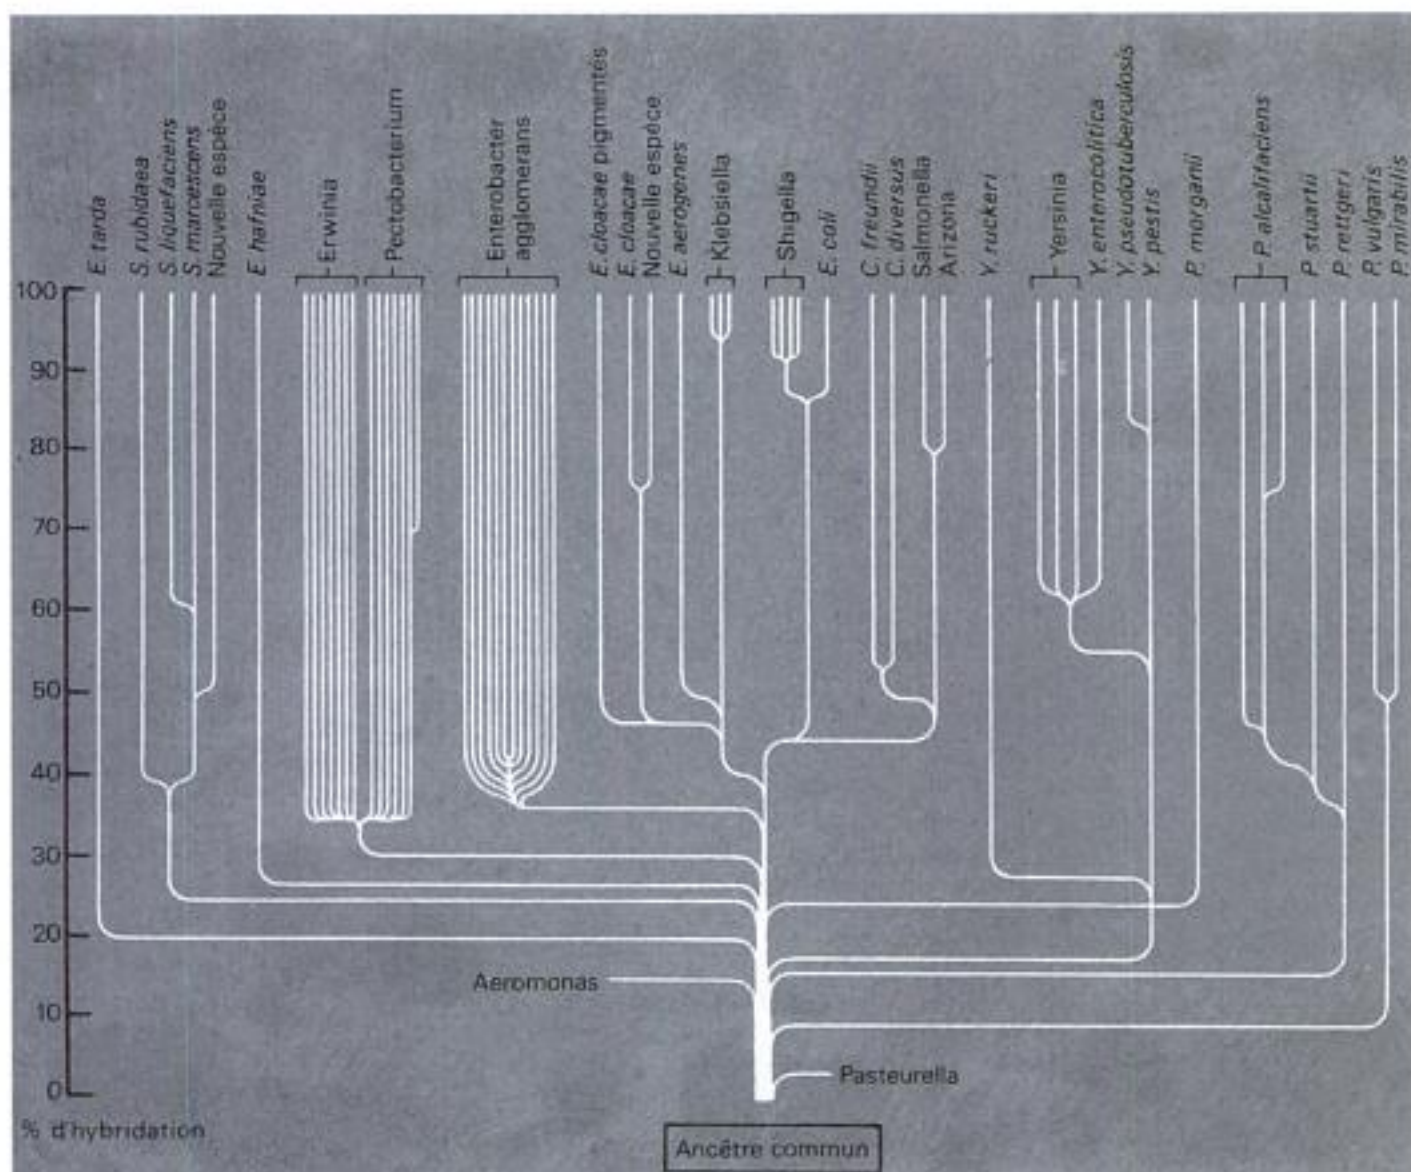 E. tarda
S. rubidaea
S. liquefaciens
S. marcescens
Nouvelle espéce
E. hafniae
Erwinia
Pectobacterium
Enterobacter
agglomerans
E. cloacae pigmentés
E. cloacae
Nouvelle espéce
E. aerogenes
Klebsiella
Shigella
E. coli
C. freundii
C. diversus
Salmonella
Arizona
Y. ruckeri
Yersinia
Y. enterocolitica
Y. pseudotuberculosis
Y. pestis
P. morganii
P. alcalifaciens
P. stuartii
P. rettgeri
P. vulgaris
P. mirabilis
100
90
80
70
60
50
40
30
20
10
0
Aeromonas
Pasteurella
% d'hybridation
Ancêtre commun